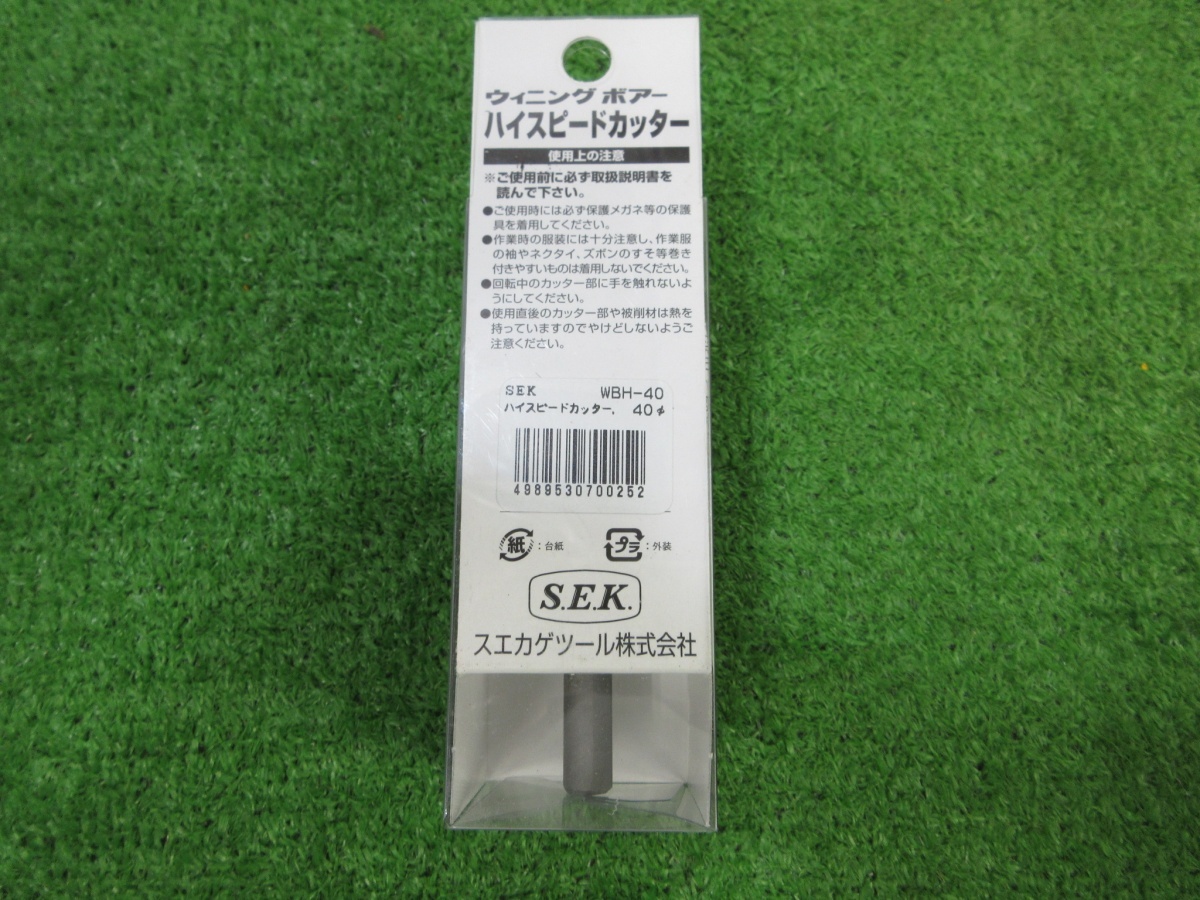 ウィニング ボアー
ハイスピードカッター
使用上の注意
※ご使用前に必ず取扱説明書を
読んで下さい。
●ご使用時には必ず保護メガネ等の保護
具を着用してください。
●作業時の服装には十分注意し、作業服
の袖やネクタイ、ズボンのすそ等巻き
付きやすいものは着用しないでください。
●回転中のカッター部に手を触れないよ
うにしてください。
●使用直後のカッター部や被削材は熱を
持っていますのでやけどしないようご
注意ください。
SEK WBH-40
ハイスピードカッター、 40φ
4989530700252
紙 : 台紙 プラ : 外装
S.E.K.
スエカゲツール株式会社